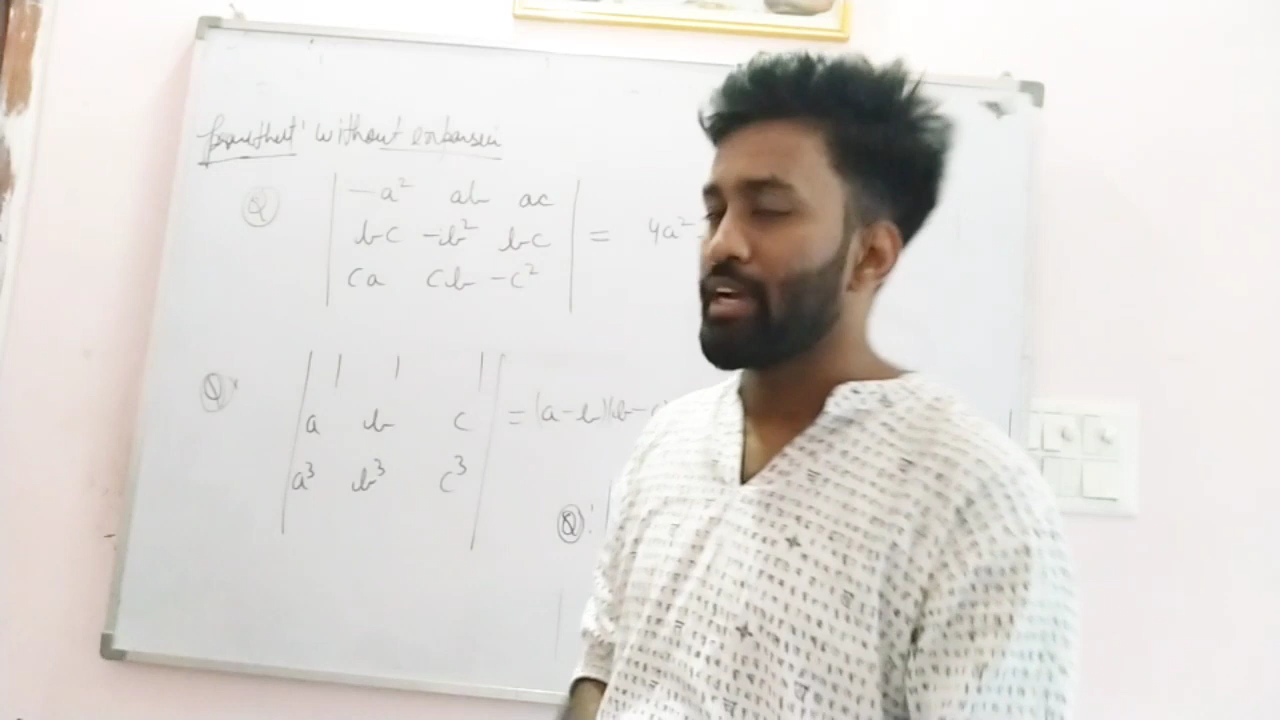 Prove that' without expansion
Q | -a² ab ac |
| bc -b² bc | = 4a²
| ca cb -c² |
Q: | 1 1 1 |
| a b c | = (a-b)(b-c
| a³ b³ c³ |
Q: |